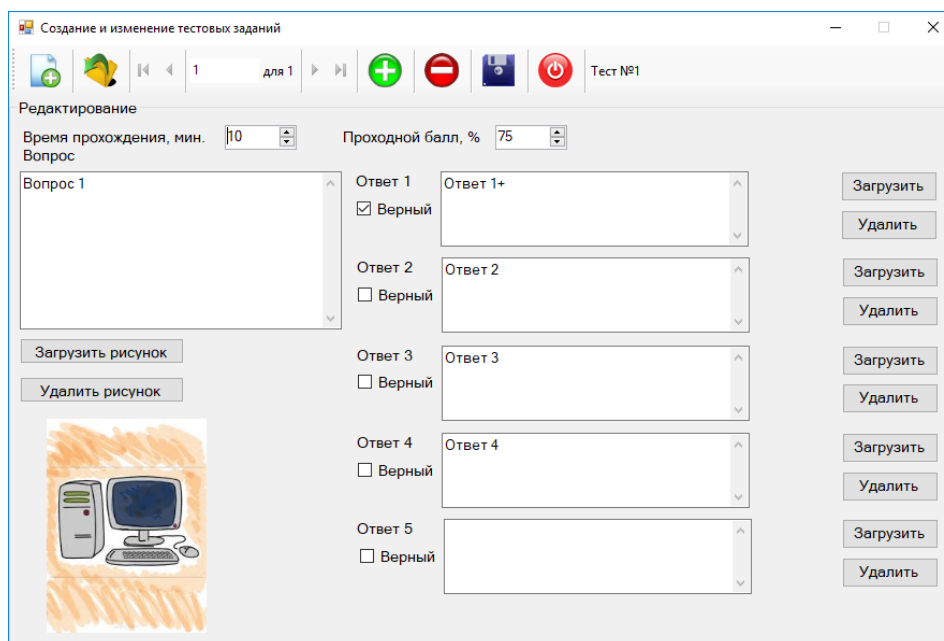 Создание и изменение тестовых заданий
1 для 1 Тест №1
Редактирование
Время прохождения, мин. 10 Проходной балл, % 75
Вопрос
Вопрос 1
Ответ 1 Ответ 1+ Загрузить
Верный
Удалить
Ответ 2 Ответ 2 Загрузить
Верный
Удалить
Загрузить рисунок
Ответ 3 Ответ 3 Загрузить
Верный
Удалить рисунок
Удалить
Ответ 4 Ответ 4 Загрузить
Верный
Удалить
Ответ 5 Загрузить
Верный
Удалить